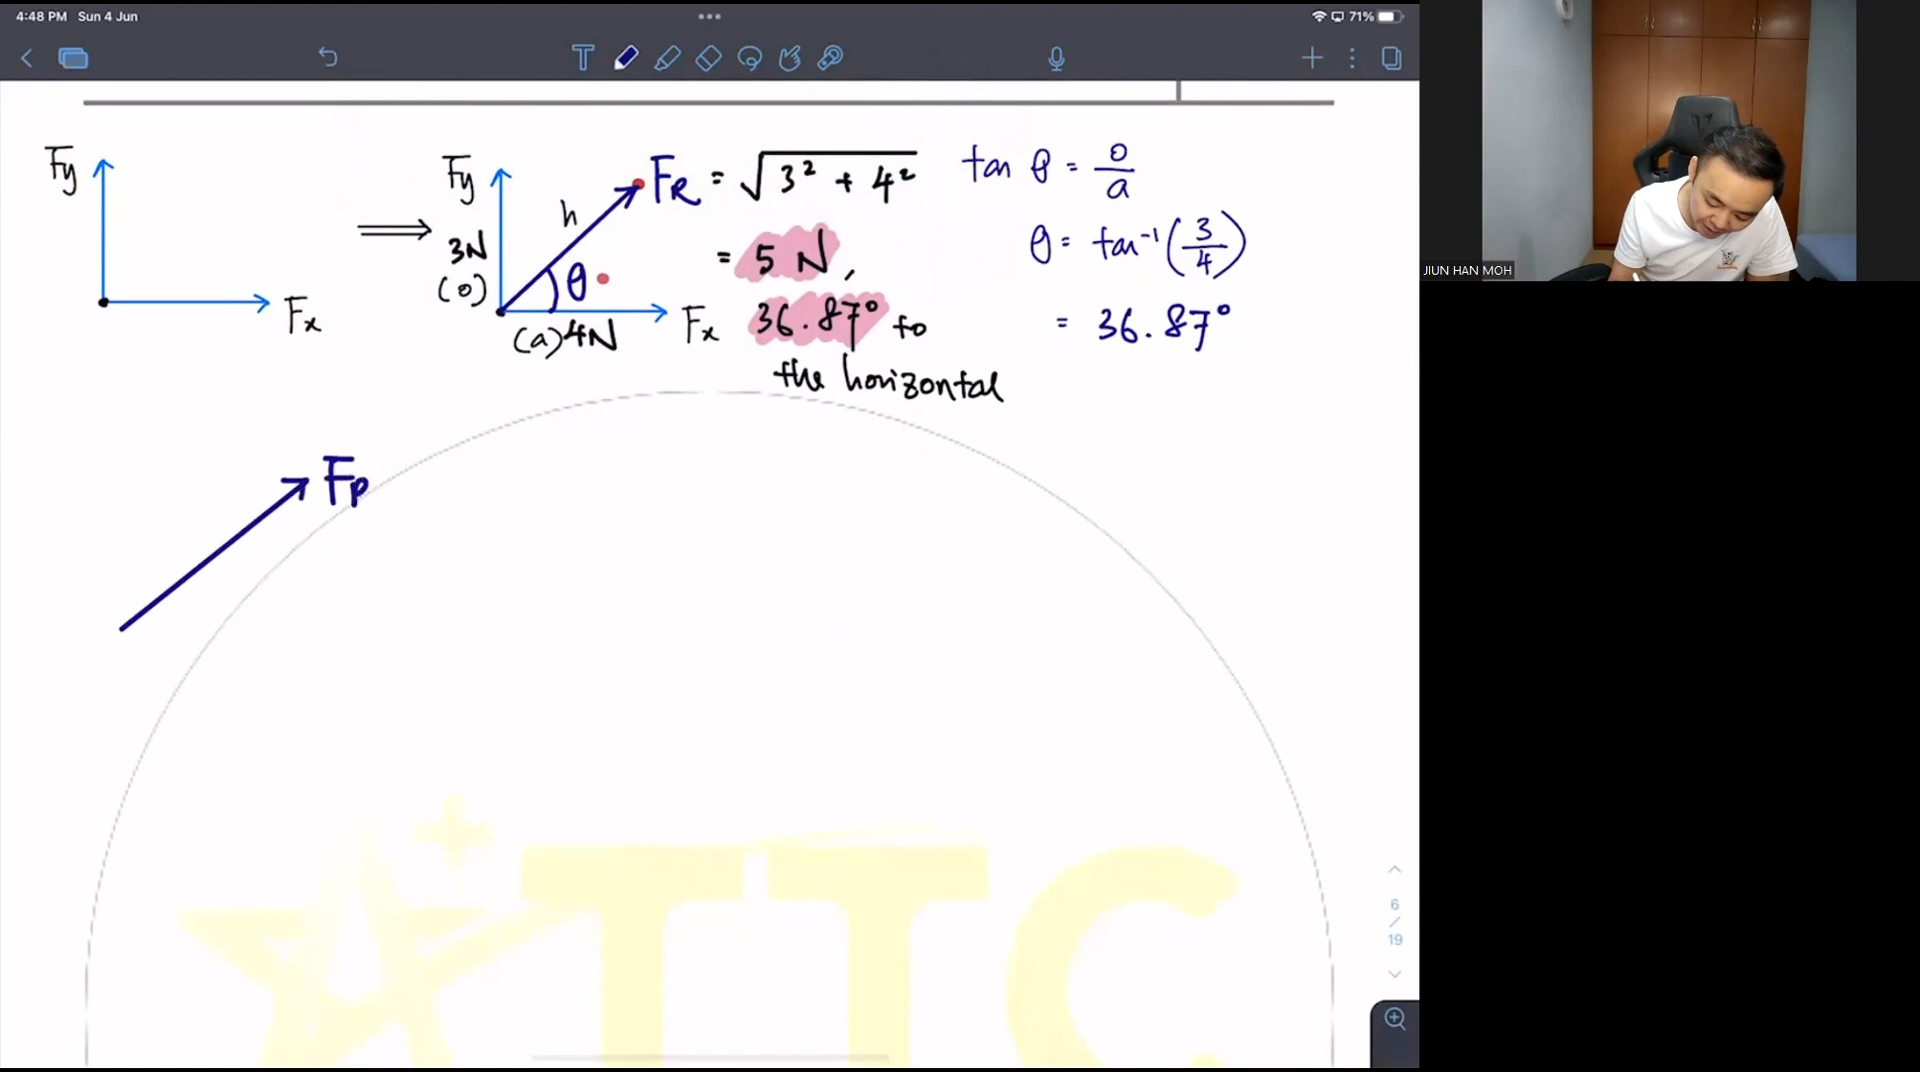 4:48 PM Sun 4 Jun
71%
Fy
Fx
Fy
3N
(o)
h
θ
(a) 4N
Fx
FR = √3² + 4²
= 5 N,
36.87° to
the horizontal
tan θ = o/a
θ = tan⁻¹(3/4)
= 36.87°
JIUN HAN MOH
Fp
TTC
6
/
19